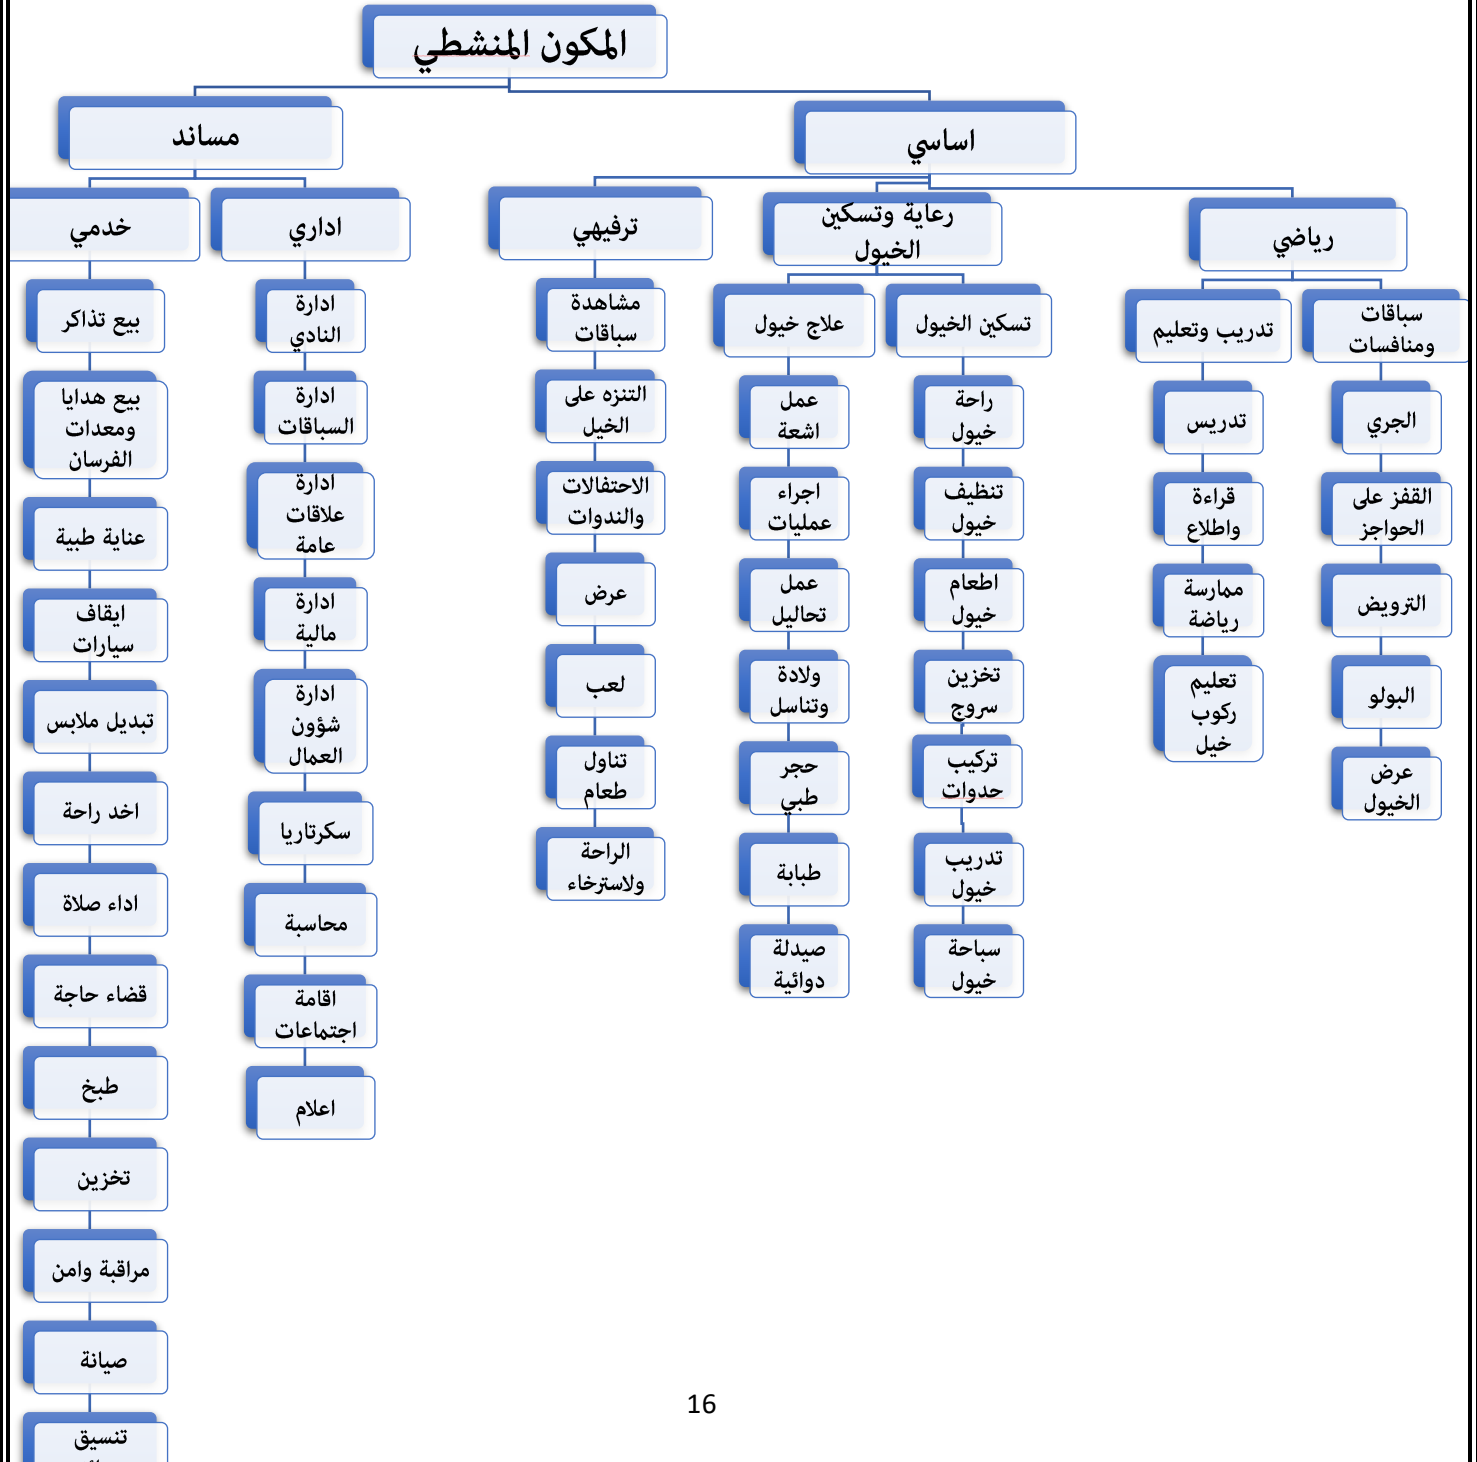 المكون المنشطي
اساسي
مساند
رياضي
رعاية وتسكين
الخيول
ترفيهي
اداري
خدمي
سباقات
ومنافسات
الجري
القفز على
الحواجز
الترويض
البولو
عرض
الخيول
تدريب وتعليم
تدريس
قراءة
واطلاع
ممارسة
رياضة
تعليم
ركوب
خيل
تسكين الخيول
راحة
خيول
تنظيف
خيول
اطعام
خيول
تخزين
سروج
تركيب
حدوات
تدريب
خيول
سباحة
خيول
علاج خيول
عمل
اشعة
اجراء
عمليات
عمل
تحاليل
ولادة
وتناسل
حجر
طبي
طبابة
صيدلة
دوائية
مشاهدة
سباقات
التنزه على
الخيل
الاحتفالات
والندوات
عرض
لعب
تناول
طعام
الراحة
ولاسترخاء
ادارة
النادي
ادارة
السباقات
ادارة
علاقات
عامة
ادارة
مالية
ادارة
شؤون
العمال
سكرتاريا
محاسبة
اقامة
اجتماعات
اعلام
بيع تذاكر
بيع هدايا
ومعدات
الفرسان
عناية طبية
ايقاف
سيارات
تبديل ملابس
اخد راحة
اداء صلاة
قضاء حاجة
طبخ
تخزين
مراقبة وامن
صيانة
تنسيق
16